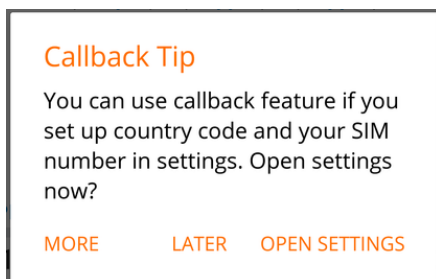 Callback Tip
You can use callback feature if you
set up country code and your SIM
number in settings. Open settings
now?
MORE LATER OPEN SETTINGS